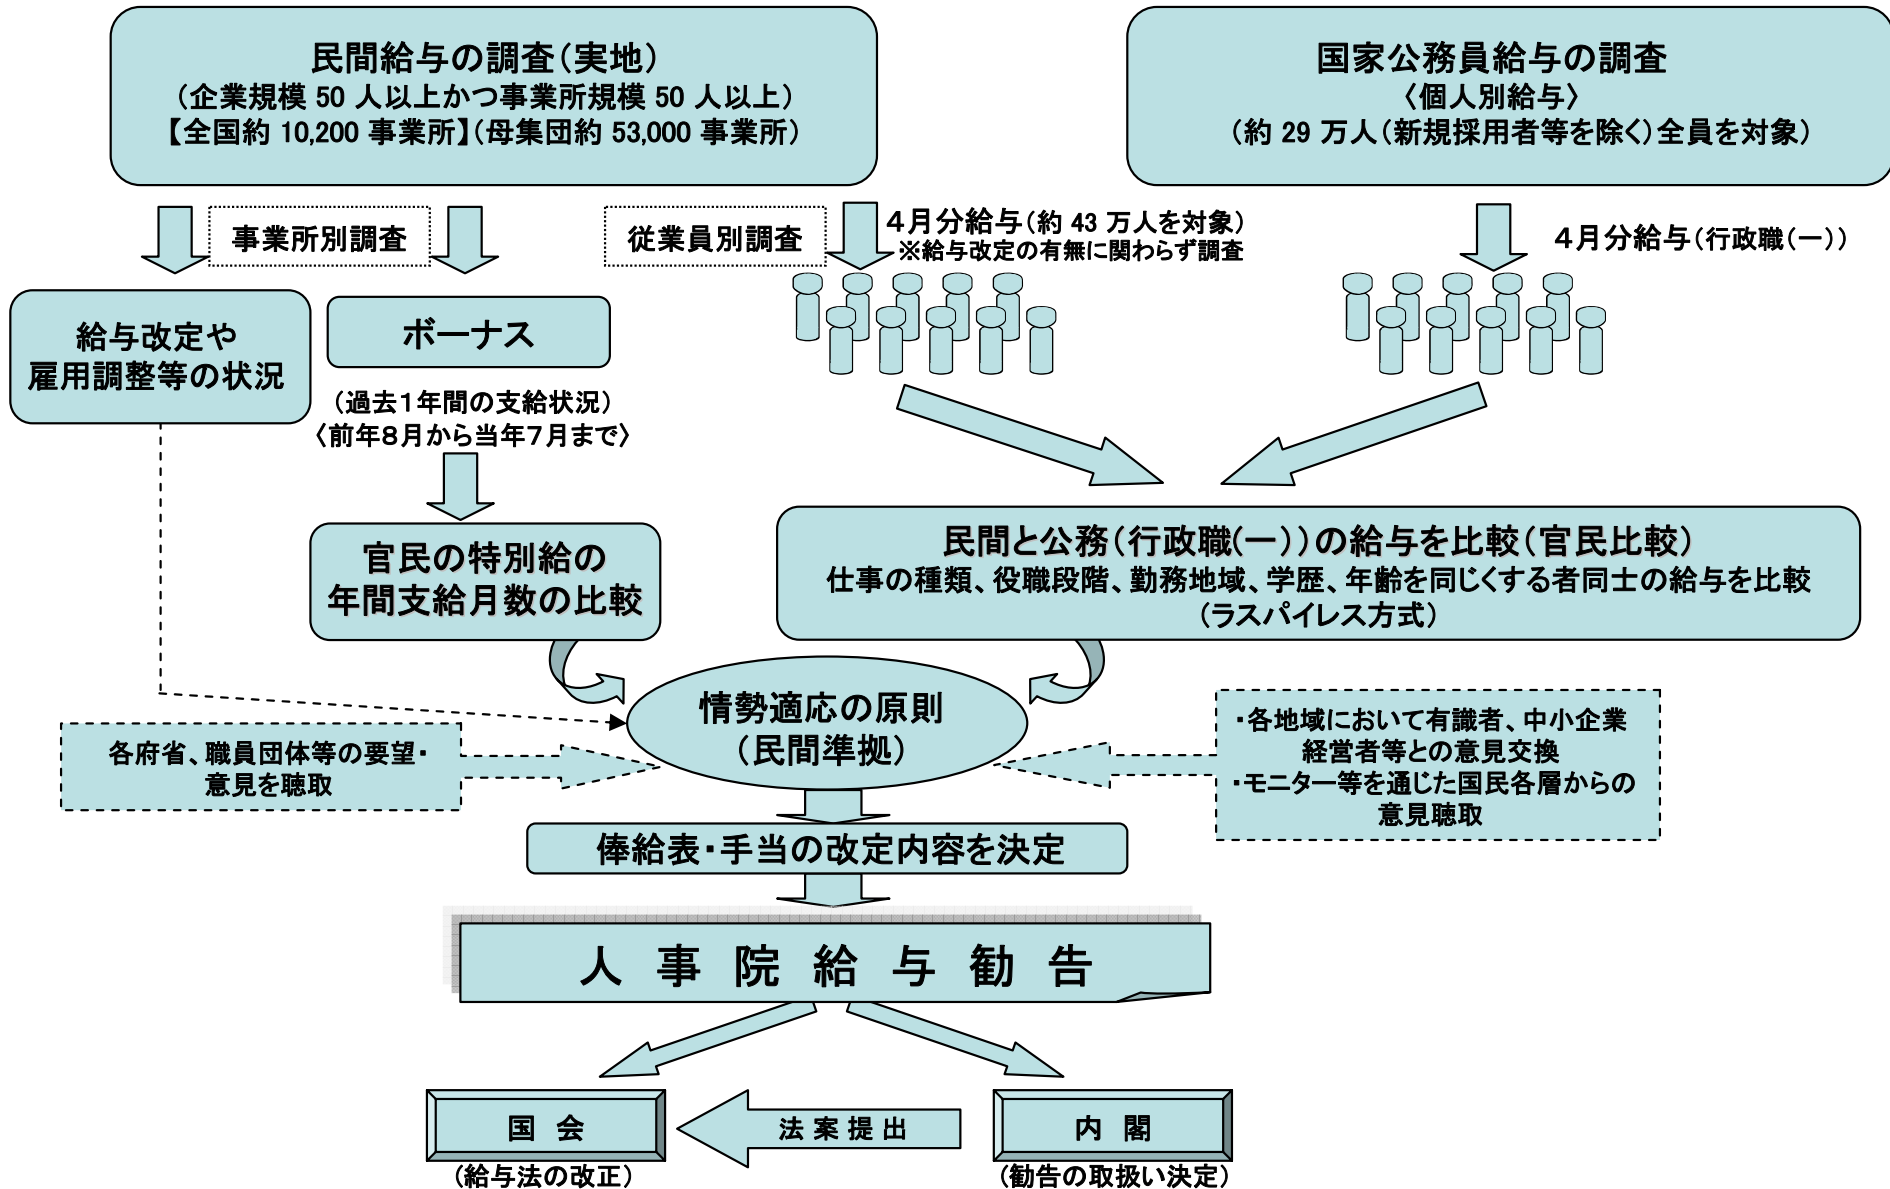 民間給与の調査(実地)
(企業規模 50 人以上かつ事業所規模 50 人以上)
【全国約 10,200 事業所】(母集団約 53,000 事業所)
国家公務員給与の調査
〈個人別給与〉
(約 29 万人(新規採用者等を除く)全員を対象)
事業所別調査
従業員別調査
4月分給与(約 43 万人を対象)
※給与改定の有無に関わらず調査
4月分給与(行政職(一))
給与改定や
雇用調整等の状況
ボーナス
(過去1年間の支給状況)
〈前年8月から当年7月まで〉
官民の特別給の
年間支給月数の比較
民間と公務(行政職(一))の給与を比較(官民比較)
仕事の種類、役職段階、勤務地域、学歴、年齢を同じくする者同士の給与を比較
(ラスパイレス方式)
情勢適応の原則
(民間準拠)
各府省、職員団体等の要望・
意見を聴取
・各地域において有識者、中小企業
経営者等との意見交換
・モニター等を通じた国民各層からの
意見聴取
俸給表・手当の改定内容を決定
人事院給与勧告
国会
法案提出
内閣
(給与法の改正)
(勧告の取扱い決定)